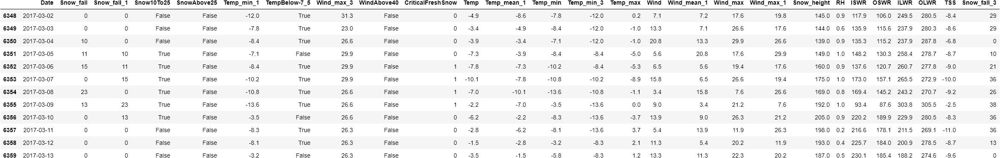 Date Snow_fall Snow_fall_1 Snow10To25 SnowAbove25 Temp_min_1 TempBelow-7_5 Wind_max_3 WindAbove40 CriticalFreshSnow Temp Temp_mean_1 Temp_min Temp_min_3 Temp_max Wind Wind_mean_1 Wind_max Wind_max_1 Snow_height RH ISWR OSWR ILWR OLWR TSS Snow_fall_3
6348 2017-03-02 0 0 False False -12.0 True 31.3 False 0 -4.9 -8.6 -7.8 -12.0 0.2 7.1 7.2 17.6 19.8 145.0 0.9 117.9 106.0 249.5 280.5 -8.4 29
6349 2017-03-03 0 0 False False -7.8 True 23.0 False 0 -3.4 -4.9 -8.4 -12.0 -1.0 13.3 7.1 26.6 17.6 144.0 0.6 135.9 115.6 237.9 280.3 -8.6 29
6350 2017-03-04 10 0 False False -8.4 True 26.6 False 0 -3.9 -3.4 -7.1 -12.0 -1.0 20.8 13.3 29.9 26.6 139.0 0.9 135.3 115.2 237.9 287.8 -6.8 0
6351 2017-03-05 11 10 True False -7.1 False 29.9 False 0 -7.3 -3.9 -8.4 -8.4 -5.0 5.6 20.8 17.6 29.9 149.0 1.0 148.2 130.3 258.4 278.7 -8.7 10
6352 2017-03-06 15 11 True False -8.4 True 29.9 False 1 -7.8 -7.3 -10.2 -8.4 -5.3 6.5 5.6 19.4 17.6 160.0 0.9 137.6 120.7 260.7 277.8 -9.0 21
6353 2017-03-07 0 15 True False -10.2 True 29.9 False 1 -10.1 -7.8 -10.8 -10.2 -8.9 15.8 6.5 26.6 19.4 175.0 1.0 173.0 157.1 265.5 272.9 -10.0 36
6354 2017-03-08 23 0 True False -10.8 True 26.6 False 1 -7.0 -10.1 -13.6 -10.8 -1.1 3.4 15.8 7.6 26.6 169.0 0.8 169.4 145.2 243.2 270.7 -9.2 26
6355 2017-03-09 13 23 True False -13.6 True 26.6 False 1 -2.2 -7.0 -3.5 -13.6 0.0 9.0 3.4 21.2 7.6 192.0 1.0 93.4 87.6 303.8 305.5 -2.5 38
6356 2017-03-10 0 13 True False -3.5 False 26.6 False 0 -6.2 -2.2 -8.3 -13.6 -3.7 13.9 9.0 26.3 21.2 205.0 0.9 220.2 189.9 229.9 280.5 -8.3 36
6357 2017-03-11 0 0 False False -8.3 True 26.3 False 0 -2.8 -6.2 -8.1 -13.6 3.7 5.4 13.9 11.9 26.3 198.0 0.2 216.6 178.1 211.5 269.1 -11.0 36
6358 2017-03-12 0 0 False False -8.1 True 26.3 False 0 -1.5 -2.8 -3.2 -8.3 2.1 11.3 5.4 20.2 11.9 193.0 0.4 225.7 184.0 200.9 278.5 -8.7 13
6359 2017-03-13 0 0 False False -3.2 False 26.3 False 0 -3.5 -1.5 -5.8 -8.3 1.2 13.3 11.3 22.3 20.2 187.0 0.5 230.1 185.4 188.2 274.6 -9.6 0